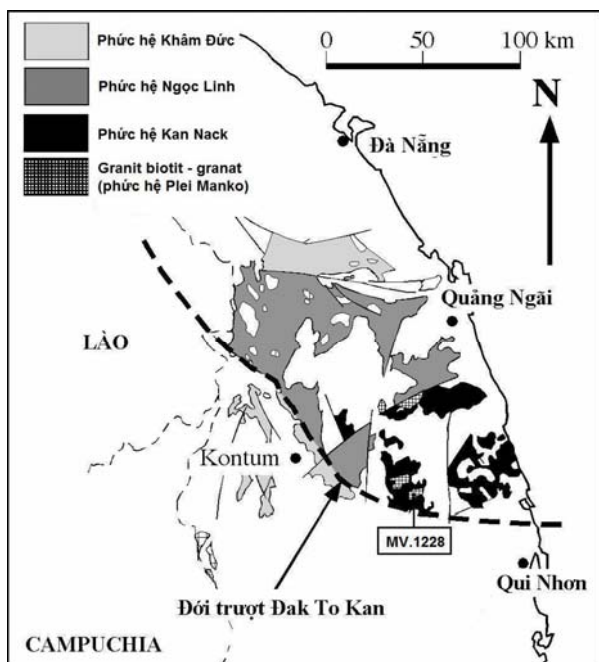 Phức hệ Khâm Đức
Phức hệ Ngọc Linh
Phức hệ Kan Nack
Granit biotit - granat
(phức hệ Plei Manko)
0 50 100 km
N
Đà Nẵng
Quảng Ngãi
LÀO
Kontum
MV.1228
Qui Nhơn
Đới trượt Đak To Kan
CAMPUCHIA